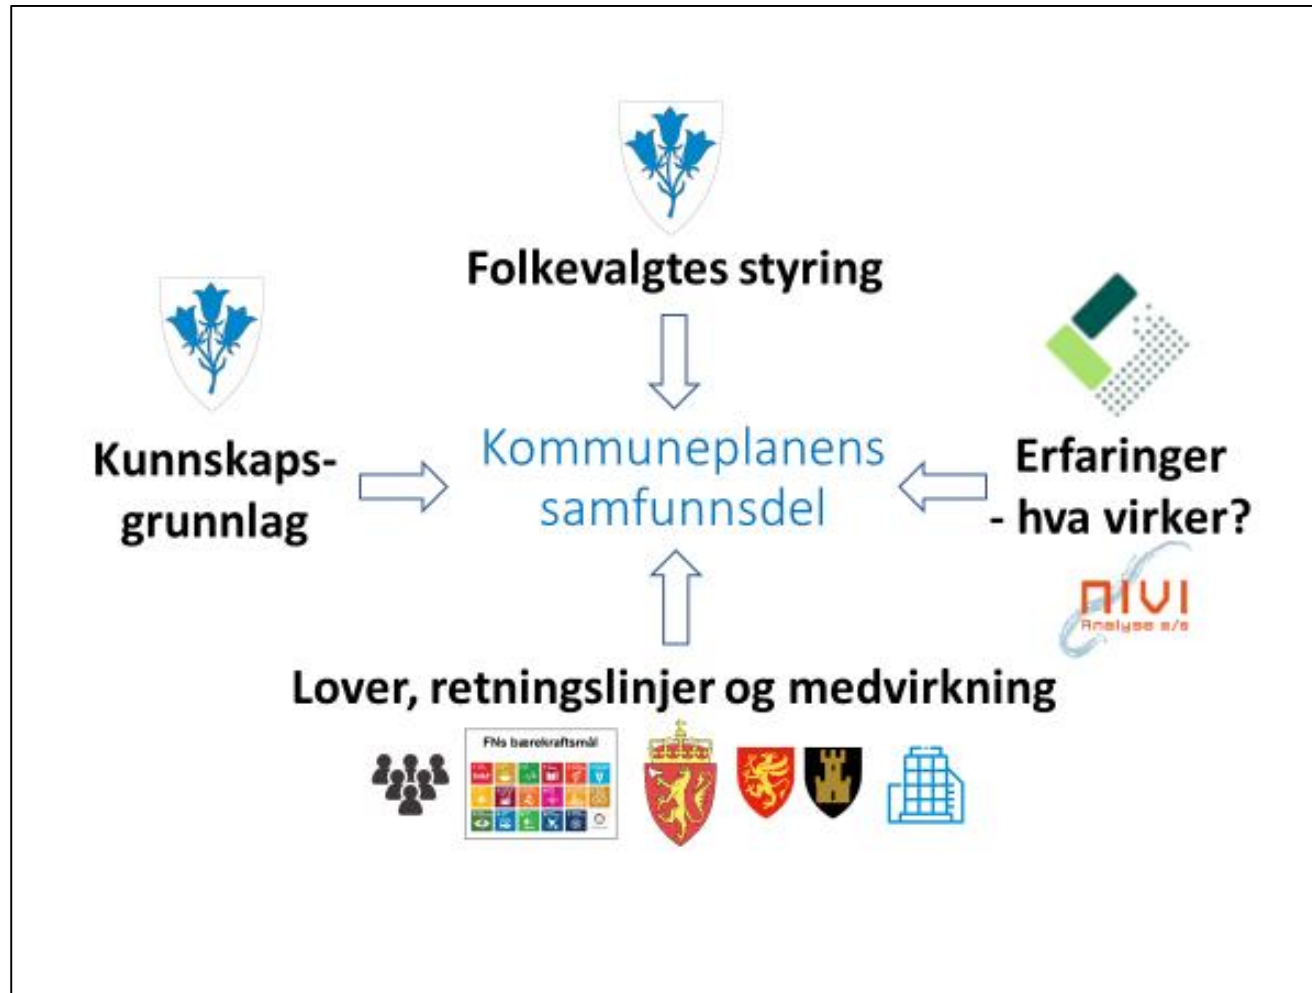 Folkevalgtes styring
Kunnskaps-
grunnlag
Kommuneplanens
samfunnsdel
Erfaringer
- hva virker?
NIVI
Analyse a/s
Lover, retningslinjer og medvirkning
FNs bærekraftsmål